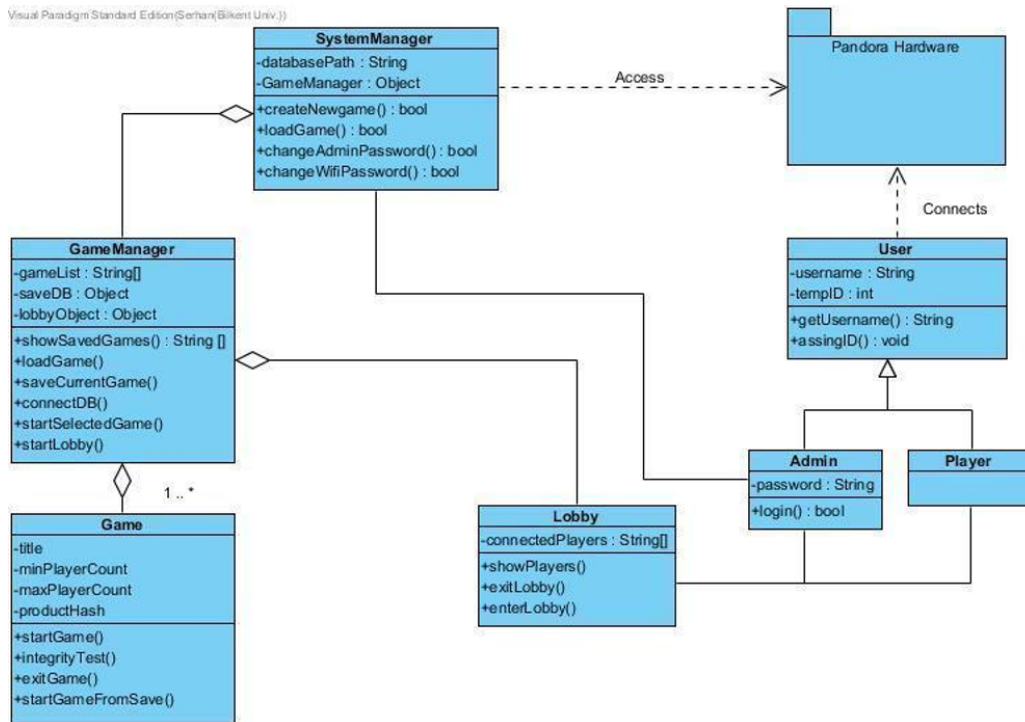 Visual Paradigm Standard Edition(Serhan(Bilkent Univ.))
SystemManager
-databasePath : String
-GameManager : Object
+createNewgame() : bool
+loadGame() : bool
+changeAdminPassword() : bool
+changeWifiPassword() : bool
Access
Pandora Hardware
Connects
GameManager
-gameList : String[]
-saveDB : Object
-lobbyObject : Object
+showSavedGames() : String []
+loadGame()
+saveCurrentGame()
+connectDB()
+startSelectedGame()
+startLobby()
User
-username : String
-tempID : int
+getUsername() : String
+assingID() : void
1 .. *
Game
-title
-minPlayerCount
-maxPlayerCount
-productHash
+startGame()
+integrityTest()
+exitGame()
+startGameFromSave()
Lobby
-connectedPlayers : String[]
+showPlayers()
+exitLobby()
+enterLobby()
Admin
-password : String
+login() : bool
Player